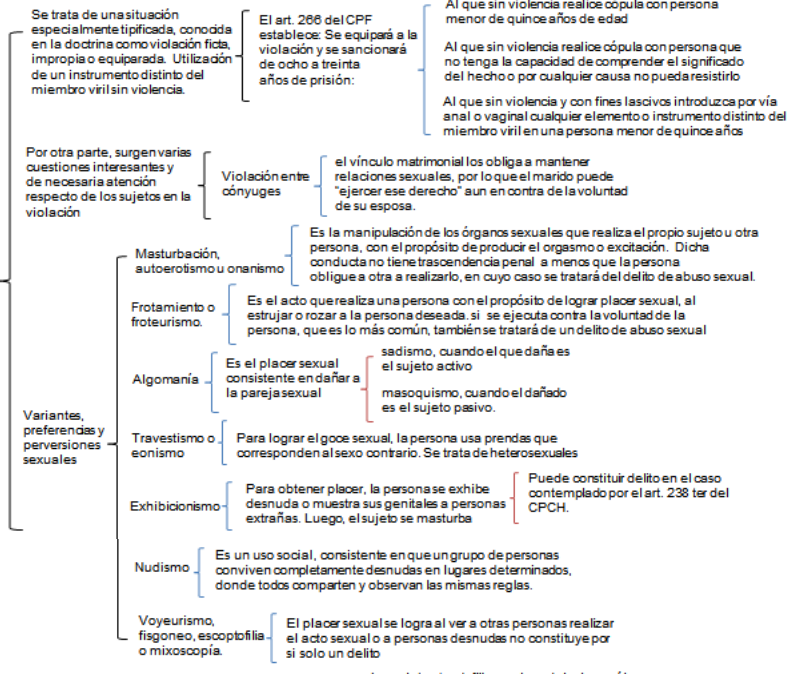 Se trata de una situación
especialmente tipificada, conocida
en la doctrina como violación ficta,
impropia o equiparada. Utilización
de un instrumento distinto del
miembro viril sin violencia.
El art. 266 del CPF
establece: Se equipará a la
violación y se sancionará
de ocho a treinta
años de prisión:
Al que sin violencia realice cópula con persona
menor de quince años de edad
Al que sin violencia realice cópula con persona que
no tenga la capacidad de comprender el significado
del hecho o por cualquier causa no pueda resistirlo
Al que sin violencia y con fines lascivos introduzca por vía
anal o vaginal cualquier elemento o instrumento distinto del
miembro viril en una persona menor de quince años
Por otra parte, surgen varias
cuestiones interesantes y
de necesaria atención
respecto de los sujetos en la
violación
Violación entre
cónyuges
el vínculo matrimonial los obliga a mantener
relaciones sexuales, por lo que el marido puede
"ejercer ese derecho" aun en contra de la voluntad
de su esposa.
Variantes,
preferencias y
perversiones
sexuales
Masturbación,
autoerotismo u onanismo
Es la manipulación de los órganos sexuales que realiza el propio sujeto u otra
persona, con el propósito de producir el orgasmo o excitación. Dicha
conducta no tiene trascendencia penal a menos que la persona
obligue a otra a realizarlo, en cuyo caso se tratará del delito de abuso sexual.
Frotamiento o
froteurismo.
Es el acto que realiza una persona con el propósito de lograr placer sexual, al
estrujar o rozar a la persona deseada. si se ejecuta contra la voluntad de la
persona, que es lo más común, también se tratará de un delito de abuso sexual
Algomanía
Es el placer sexual
consistente en dañar a
la pareja sexual
sadismo, cuando el que daña es
el sujeto activo
masoquismo, cuando el dañado
es el sujeto pasivo.
Travestismo o
eonismo
Para lograr el goce sexual, la persona usa prendas que
corresponden al sexo contrario. Se trata de heterosexuales
Exhibicionismo
Para obtener placer, la persona se exhibe
desnuda o muestra sus genitales a personas
extrañas. Luego, el sujeto se masturba
Puede constituir delito en el caso
contemplado por el art. 238 ter del
CPCH.
Nudismo
Es un uso social, consistente en que un grupo de personas
conviven completamente desnudas en lugares determinados,
donde todos comparten y observan las mismas reglas.
Voyeurismo,
fisgoneo, escoptofilia
o mixoscopía.
El placer sexual se logra al ver a otras personas realizar
el acto sexual o a personas desnudas no constituye por
si solo un delito